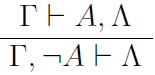 Γ ⊢ A, Λ
Γ, ¬A ⊢ Λ